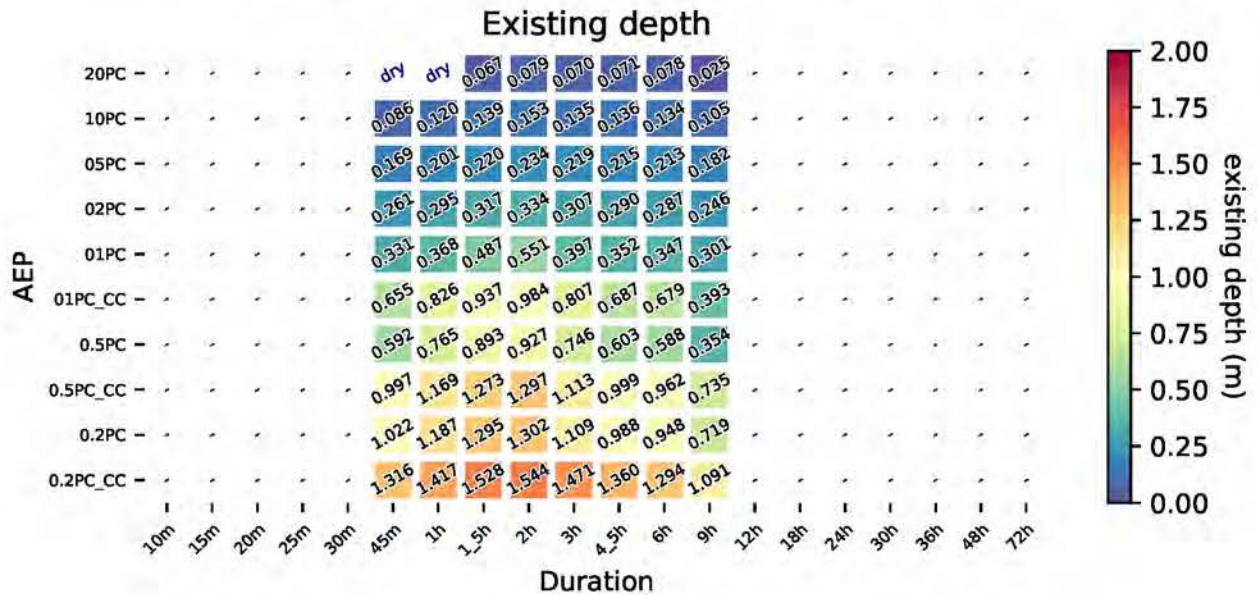 Existing depth
20PC - - - - - dry dry 0.067 0.079 0.070 0.071 0.078 0.025 - - - - - - -
10PC - - - - - 0.086 0.120 0.139 0.153 0.135 0.136 0.134 0.105 - - - - - - -
05PC - - - - - 0.169 0.201 0.220 0.234 0.219 0.215 0.213 0.182 - - - - - - -
02PC - - - - - 0.261 0.295 0.317 0.334 0.307 0.290 0.287 0.246 - - - - - - -
01PC - - - - - 0.331 0.368 0.487 0.551 0.397 0.352 0.347 0.301 - - - - - - -
01PC_CC - - - - - 0.655 0.826 0.937 0.984 0.807 0.687 0.679 0.393 - - - - - - -
0.5PC - - - - - 0.592 0.765 0.893 0.927 0.746 0.603 0.588 0.354 - - - - - - -
0.5PC_CC - - - - - 0.997 1.169 1.273 1.297 1.113 0.999 0.962 0.735 - - - - - - -
0.2PC - - - - - 1.022 1.187 1.295 1.302 1.109 0.988 0.948 0.719 - - - - - - -
0.2PC_CC - - - - - 1.316 1.417 1.528 1.544 1.471 1.360 1.294 1.091 - - - - - - -
AEP
10m 15m 20m 25m 30m 45m 1h 1_5h 2h 3h 4_5h 6h 9h 12h 18h 24h 30h 36h 48h 72h
Duration
2.00
1.75
1.50
1.25
1.00
0.75
0.50
0.25
0.00
existing depth (m)